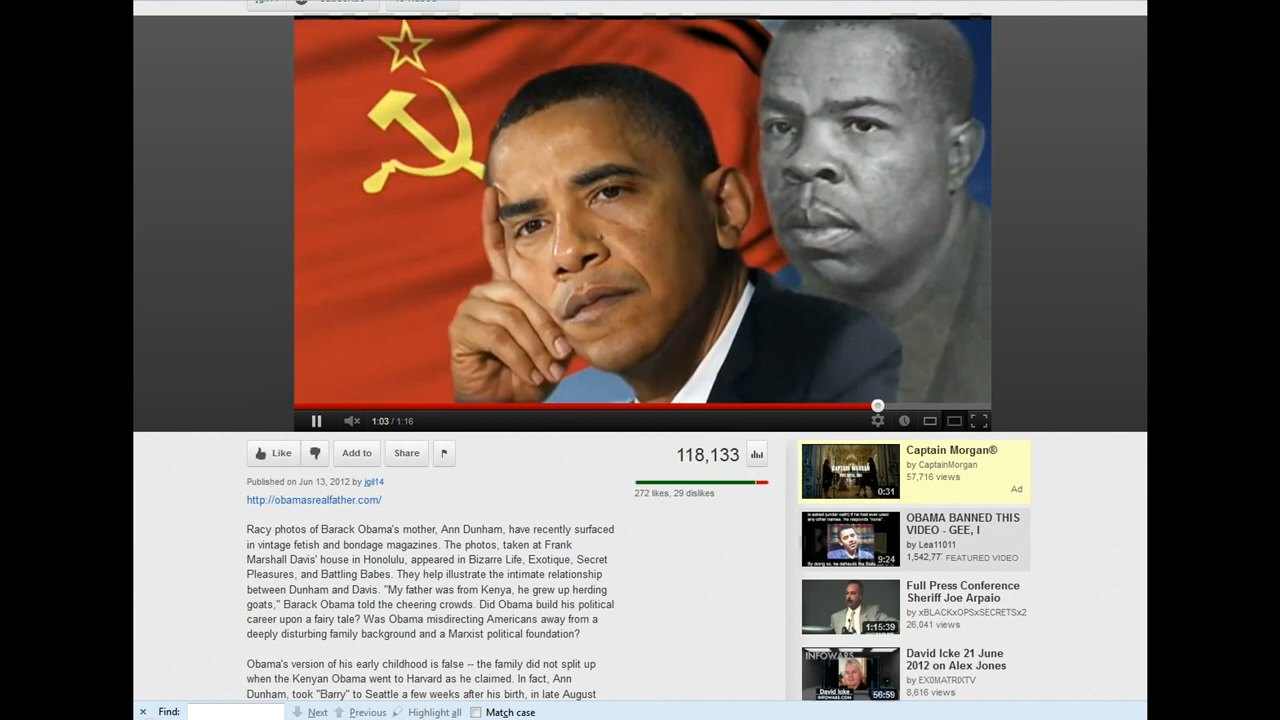 1:03 / 1:16
Like
Add to
Share
118,133
Published on Jun 13, 2012 by jgil14
272 likes, 29 dislikes
http://obamasrealfather.com/
Racy photos of Barack Obama's mother, Ann Dunham, have recently surfaced
in vintage fetish and bondage magazines. The photos, taken at Frank
Marshall Davis' house in Honolulu, appeared in Bizarre Life, Exotique, Secret
Pleasures, and Battling Babes. They help illustrate the intimate relationship
between Dunham and Davis. "My father was from Kenya, he grew up herding
goats," Barack Obama told the cheering crowds. Did Obama build his political
career upon a fairy tale? Was Obama misdirecting Americans away from a
deeply disturbing family background and a Marxist political foundation?
Obama's version of his early childhood is false -- the family did not split up
when the Kenyan Obama went to Harvard as he claimed. In fact, Ann
Dunham, took "Barry" to Seattle a few weeks after his birth, in late August
CAPTAIN MORGAN
0:31
Captain Morgan®
by CaptainMorgan
57,716 views
Ad
9:24
OBAMA BANNED THIS
VIDEO - GEE, I
by Lea11011
1,542,77
FEATURED VIDEO
1:15:39
Full Press Conference
Sheriff Joe Arpaio
by xBLACKxOPSxSECRETSx2
26,041 views
INFOWARS
David Icke
INFOWARS.COM
56:59
David Icke 21 June
2012 on Alex Jones
by EX0MATRIXTV
8,616 views
Find:
Next
Previous
Highlight all
Match case